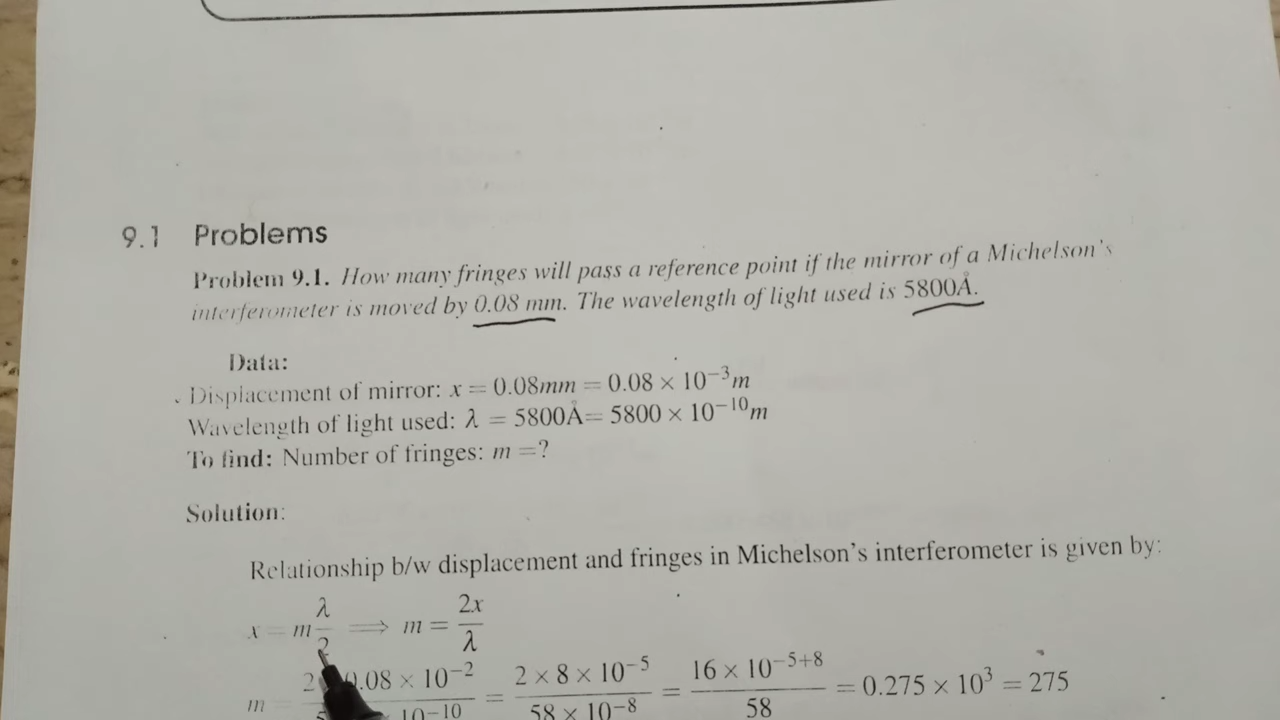 9.1 Problems
Problem 9.1. How many fringes will pass a reference point if the mirror of a Michelson's
interferometer is moved by 0.08 mm. The wavelength of light used is 5800Å.
Data:
Displacement of mirror: x = 0.08mm = 0.08 × 10⁻³m
Wavelength of light used: λ = 5800Å= 5800 × 10⁻¹⁰m
To find: Number of fringes: m =?
Solution:
Relationship b/w displacement and fringes in Michelson's interferometer is given by:
x = m λ/2 ⟹ m = 2x/λ
m = 2 0.08 × 10⁻² / 10⁻¹⁰ = 2 × 8 × 10⁻⁵ / 58 × 10⁻⁸ = 16 × 10⁻⁵⁺⁸ / 58 = 0.275 × 10³ = 275